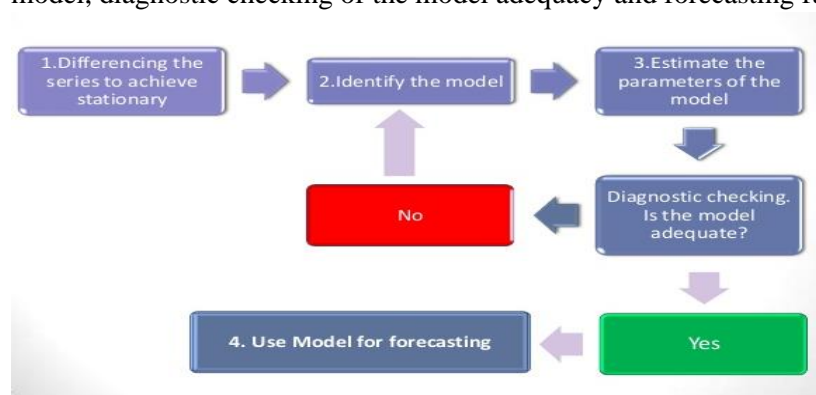 model, diagnostic checking of the model adequacy and forecasting
1.Differencing the
series to achieve
stationary
2.Identify the model
3.Estimate the
parameters of the
model
Diagnostic checking.
Is the model
adequate?
No
Yes
4. Use Model for forecasting